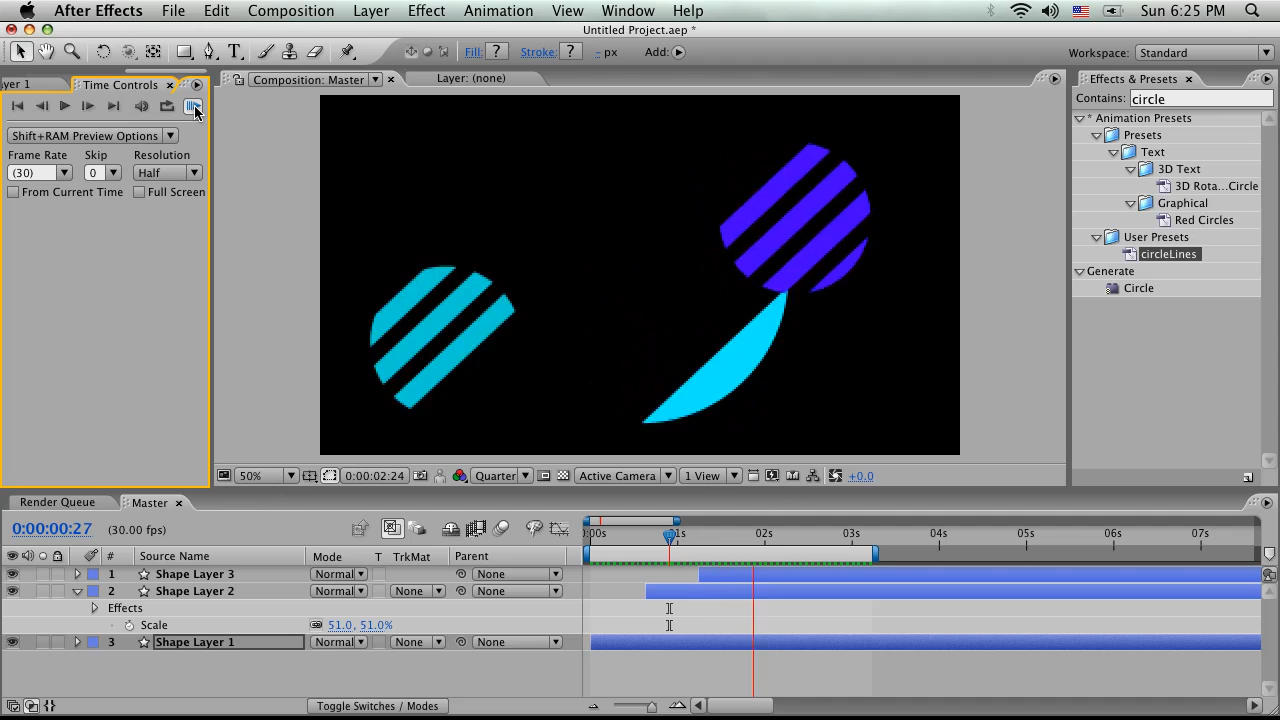 After Effects File Edit Composition Layer Effect Animation View Window Help Sun 6:25 PM
Untitled Project.aep *
Fill: ? Stroke: ? - px Add: Workspace: Standard
yer 1 Time Controls Composition: Master Layer: (none) Effects & Presets
Contains: circle
* Animation Presets
Presets
Text
3D Text
3D Rota...Circle
Graphical
Red Circles
User Presets
circleLines
Generate
Circle
Shift+RAM Preview Options
Frame Rate Skip Resolution
(30) 0 Half
From Current Time Full Screen
50% 0:00:02:24 Quarter Active Camera 1 View +0.0
Render Queue Master
0:00:00:27 (30.00 fps)
:00s 01s 02s 03s 04s 05s 06s 07s
# Source Name Mode T TrkMat Parent
1 Shape Layer 3 Normal None
2 Shape Layer 2 Normal None None
Effects
Scale 51.0, 51.0%
3 Shape Layer 1 Normal None None
Toggle Switches / Modes